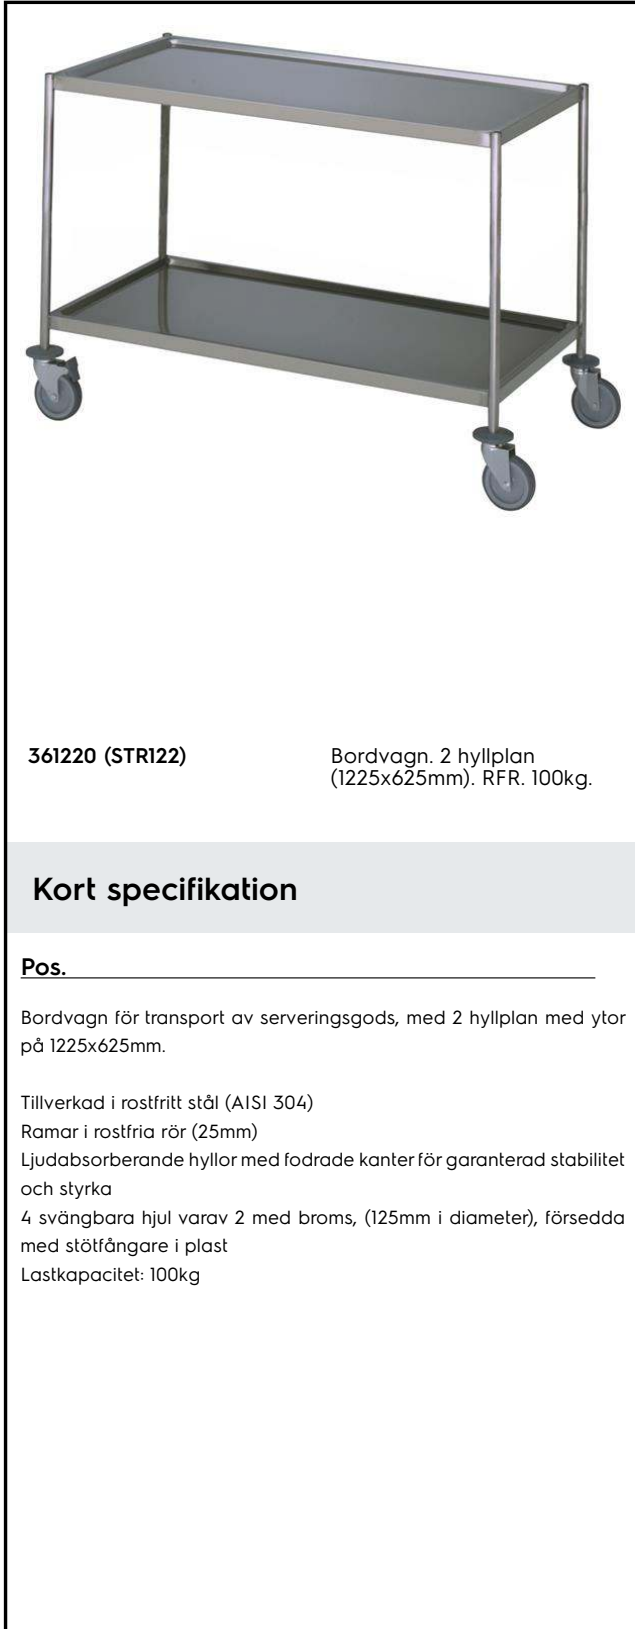 361220 (STR122)
Bordvagn. 2 hyllplan
(1225x625mm). RFR. 100kg.
Kort specifikation
Pos.
Bordvagn för transport av serveringsgods, med 2 hyllplan med ytor
på 1225x625mm.
Tillverkad i rostfritt stål (AISI 304)
Ramar i rostfria rör (25mm)
Ljudabsorberande hyllor med fodrade kanter för garanterad stabilitet
och styrka
4 svängbara hjul varav 2 med broms, (125mm i diameter), försedda
med stötfångare i plast
Lastkapacitet: 100kg